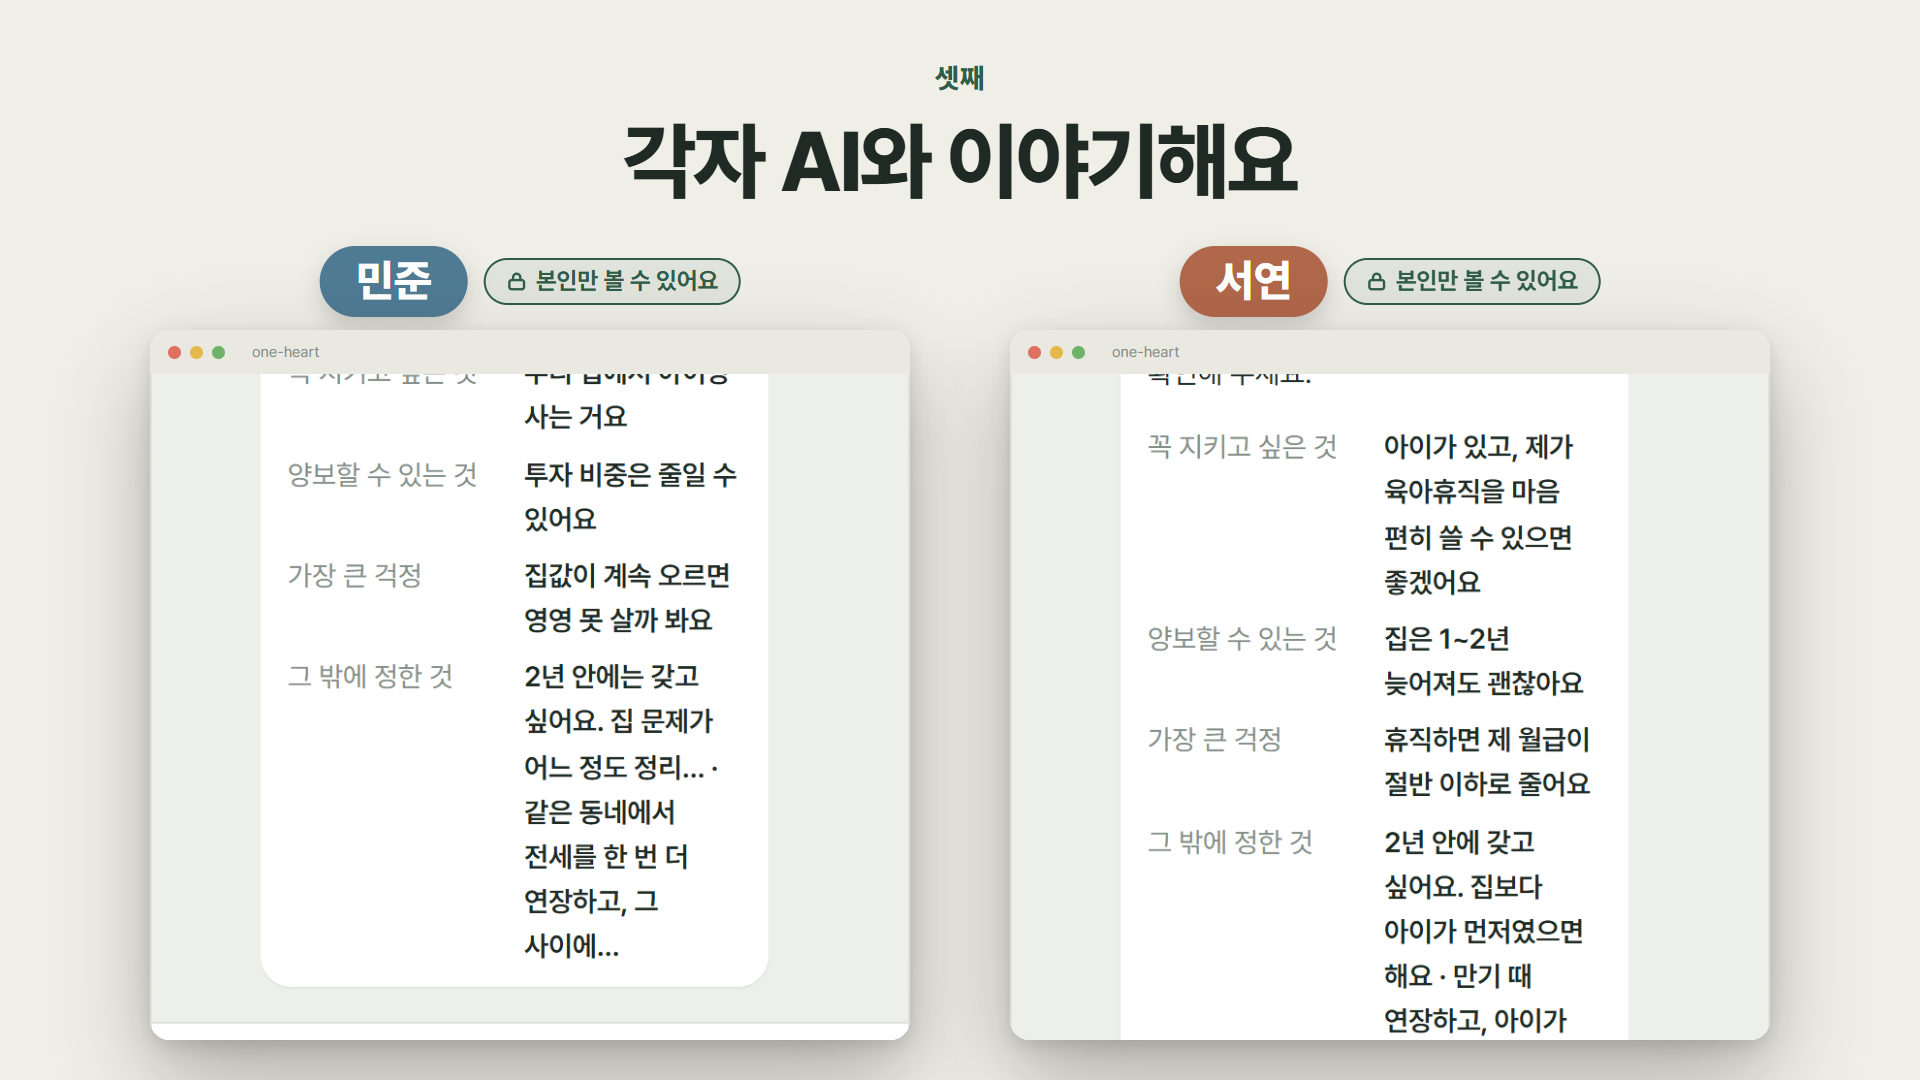 셋째
각자 AI와 이야기해요
민준
본인만 볼 수 있어요
one-heart
사는 거요
양보할 수 있는 것
투자 비중은 줄일 수
있어요
가장 큰 걱정
집값이 계속 오르면
영영 못 살까 봐요
그 밖에 정한 것
2년 안에는 갖고
싶어요. 집 문제가
어느 정도 정리... ·
같은 동네에서
전세를 한 번 더
연장하고, 그
사이에...
서연
본인만 볼 수 있어요
one-heart
꼭 지키고 싶은 것
아이가 있고, 제가
육아휴직을 마음
편히 쓸 수 있으면
좋겠어요
양보할 수 있는 것
집은 1~2년
늦어져도 괜찮아요
가장 큰 걱정
휴직하면 제 월급이
절반 이하로 줄어요
그 밖에 정한 것
2년 안에 갖고
싶어요. 집보다
아이가 먼저였으면
해요 · 만기 때
연장하고, 아이가